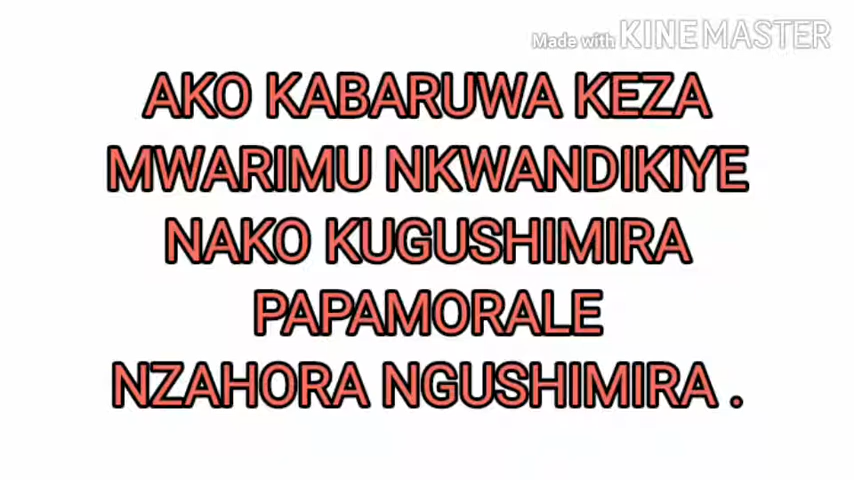 Made with KINEMASTER
AKO KABARUWA KEZA
MWARIMU NKWANDIKIYE
NAKO KUGUSHIMIRA
PAPAMORALE
NZAHORA NGUSHIMIRA .